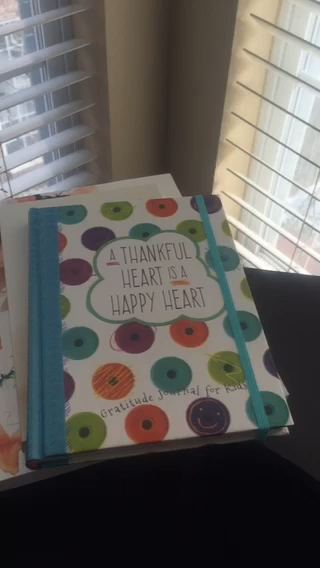 A THANKFUL
HEART IS A
HAPPY HEART
Gratitude Journal for Kids